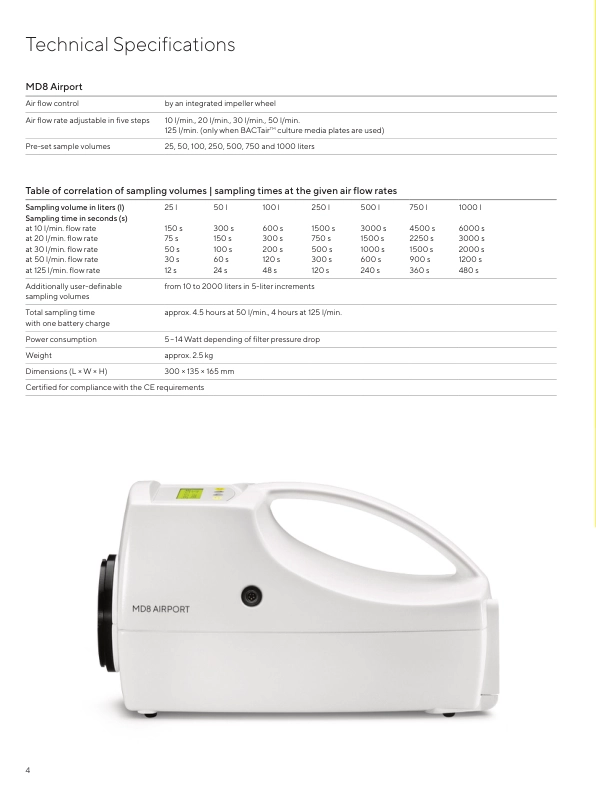 Technical Specifications
MD8 Airport
Air flow control by an integrated impeller wheel
Air flow rate adjustable in five steps 10 l/min., 20 l/min., 30 l/min., 50 l/min.
125 l/min. (only when BACTair™ culture media plates are used)
Pre-set sample volumes 25, 50, 100, 250, 500, 750 and 1000 liters
Table of correlation of sampling volumes | sampling times at the given air flow rates
Sampling volume in liters (l) 25 l 50 l 100 l 250 l 500 l 750 l 1000 l
Sampling time in seconds (s)
at 10 l/min. flow rate 150 s 300 s 600 s 1500 s 3000 s 4500 s 6000 s
at 20 l/min. flow rate 75 s 150 s 300 s 750 s 1500 s 2250 s 3000 s
at 30 l/min. flow rate 50 s 100 s 200 s 500 s 1000 s 1500 s 2000 s
at 50 l/min. flow rate 30 s 60 s 120 s 300 s 600 s 900 s 1200 s
at 125 l/min. flow rate 12 s 24 s 48 s 120 s 240 s 360 s 480 s
Additionally user-definable from 10 to 2000 liters in 5-liter increments
sampling volumes
Total sampling time approx. 4.5 hours at 50 l/min., 4 hours at 125 l/min.
with one battery charge
Power consumption 5–14 Watt depending of filter pressure drop
Weight approx. 2.5 kg
Dimensions (L × W × H) 300 × 135 × 165 mm
Certified for compliance with the CE requirements
MD8 AIRPORT
4